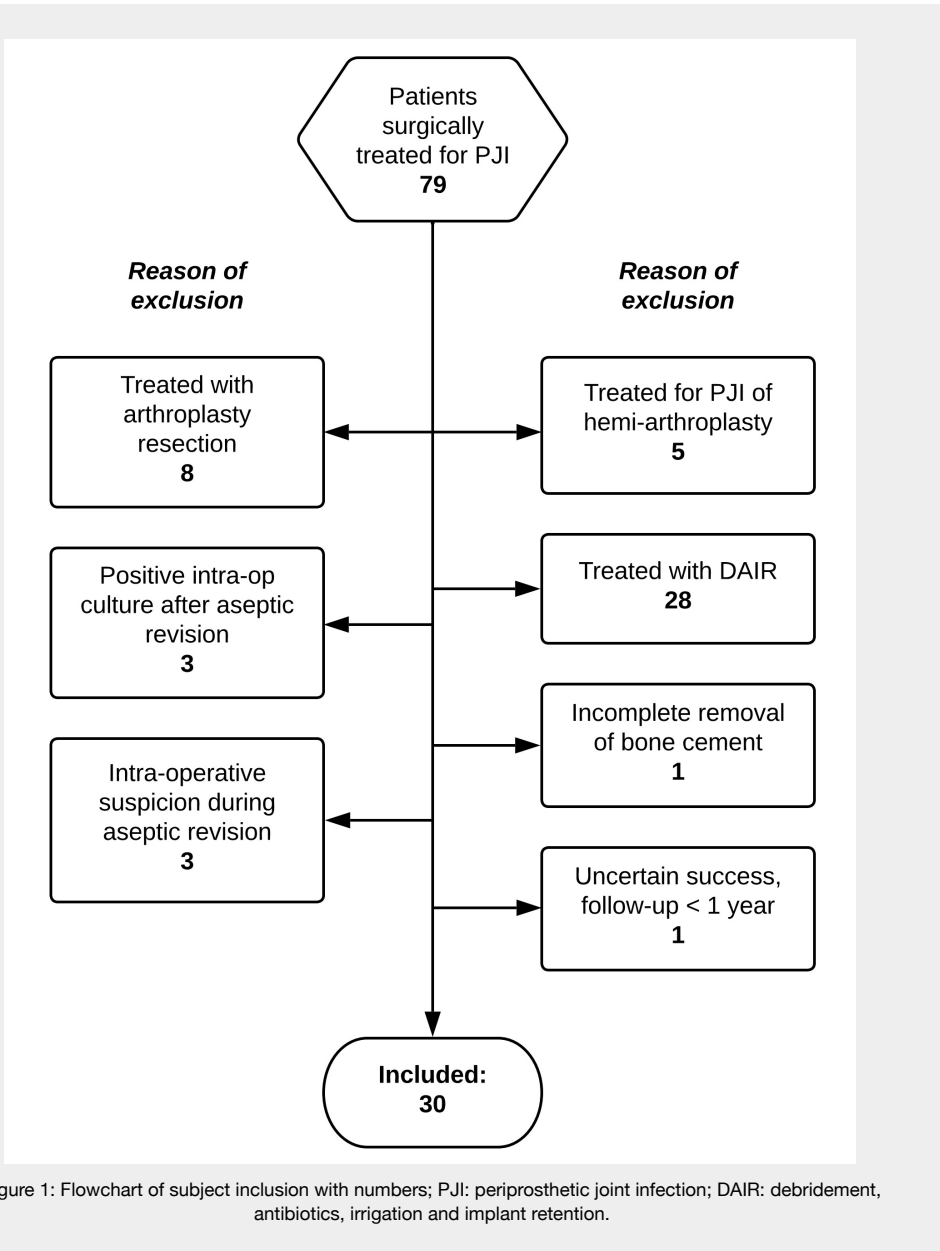 Patients
surgically
treated for PJI
79
Reason of
exclusion
Reason of
exclusion
Treated with
arthroplasty
resection
8
Treated for PJI of
hemi-arthroplasty
5
Positive intra-op
culture after aseptic
revision
3
Treated with DAIR
28
Incomplete removal
of bone cement
1
Intra-operative
suspicion during
aseptic revision
3
Uncertain success,
follow-up < 1 year
1
Included:
30
gure 1: Flowchart of subject inclusion with numbers; PJI: periprosthetic joint infection; DAIR: debridement,
antibiotics, irrigation and implant retention.